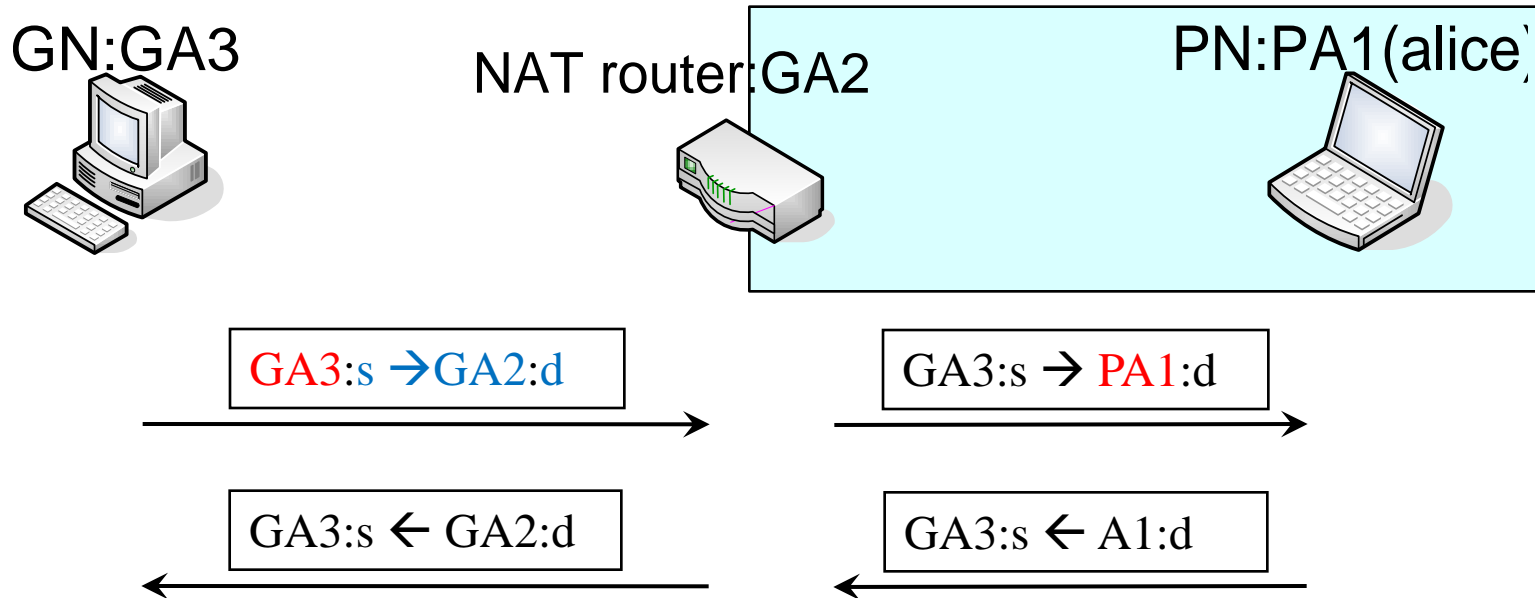 GN:GA3
NAT router:GA2
PN:PA1(alice)
GA3:s →GA2:d
GA3:s → PA1:d
GA3:s ← GA2:d
GA3:s ← A1:d